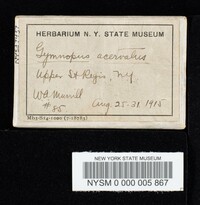 HERBARIUM N. Y. STATE MUSEUM
Gymnopus acervatus
Upper St Regis, N.Y.
W.A. Murrill
#85 Aug. 25-31 1915
NEW YORK STATE MUSEUM
NYSM 0 000 005 867